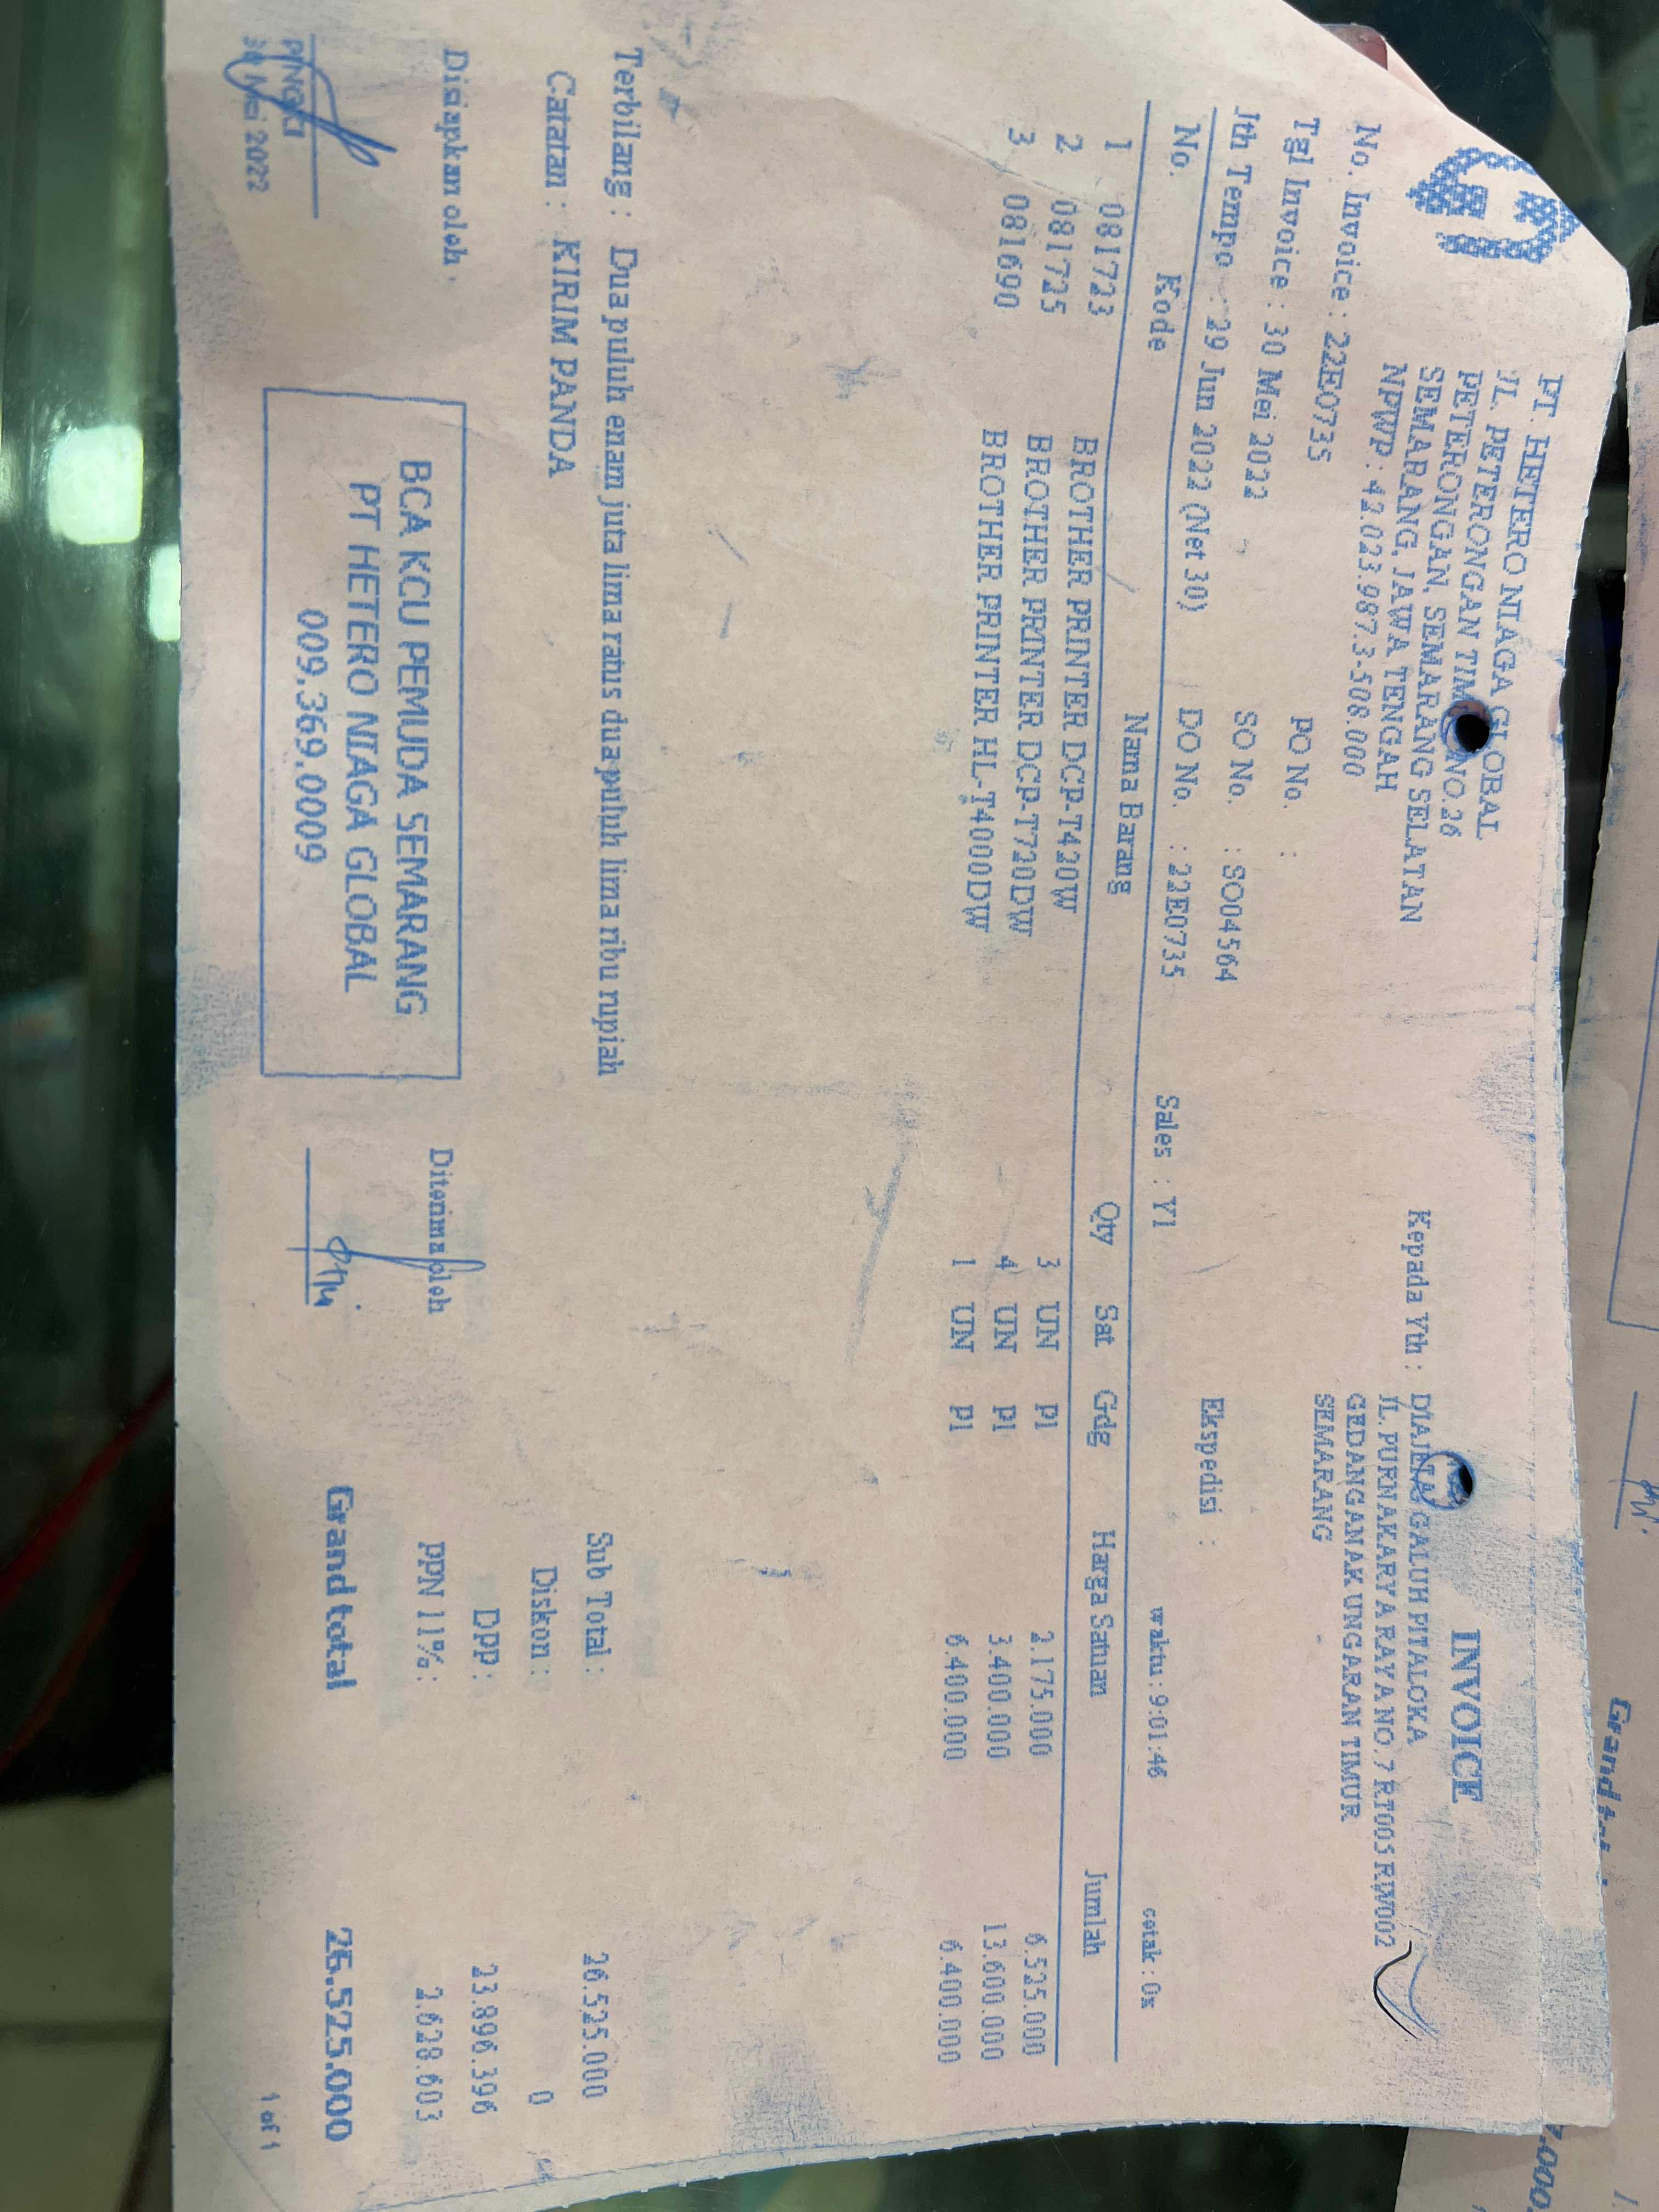 INVOICE
PT. HETERO NIAGA GLOBAL
JL. PETERONGAN
PETERONGAN TIM NO.26
SEMARANG, SEMARANG SELATAN
SEMARANG, JAWA TENGAH
NPWP : 42.023.987.3-508.000
Kepada Yth : GALUH PITALOKA
JL. PURNAKARYA RAYA NO.7 RT005 RW002
GEDANGANAK UNGARAN TIMUR
SEMARANG
No. Invoice : 22E0735
Tgl Invoice : 30 Mei 2022
Jth Tempo : 29 Jun 2022 (Net 30)
PO No. :
SO No. : SO04564
DO No. : 22E0735
Sales : Y1
Ekspedisi :
waktu : 9:01:46
cetak : 0x
No. Kode Nama Barang Qty Sat Gdg Harga Satuan Jumlah
1 081723 BROTHER PRINTER DCP-T420W 3 UN P1 2.175.000 6.525.000
2 081725 BROTHER PRINTER DCP-T720DW 4 UN P1 3.400.000 13.600.000
3 081690 BROTHER PRINTER HL-T4000DW 1 UN P1 6.400.000 6.400.000
Terbilang : Dua puluh enam juta lima ratus dua puluh lima ribu rupiah
Catatan : KIRIM PANDA
Sub Total : 26.525.000
Diskon : 0
DPP : 23.896.396
PPN 11% : 2.628.603
Grand total 26.525.000
Disiapkan oleh
PINGKI
30 Mei 2022
BCA KCU PEMUDA SEMARANG
PT HETERO NIAGA GLOBAL
009.369.0009
Diterima oleh
1 of 1
Grand